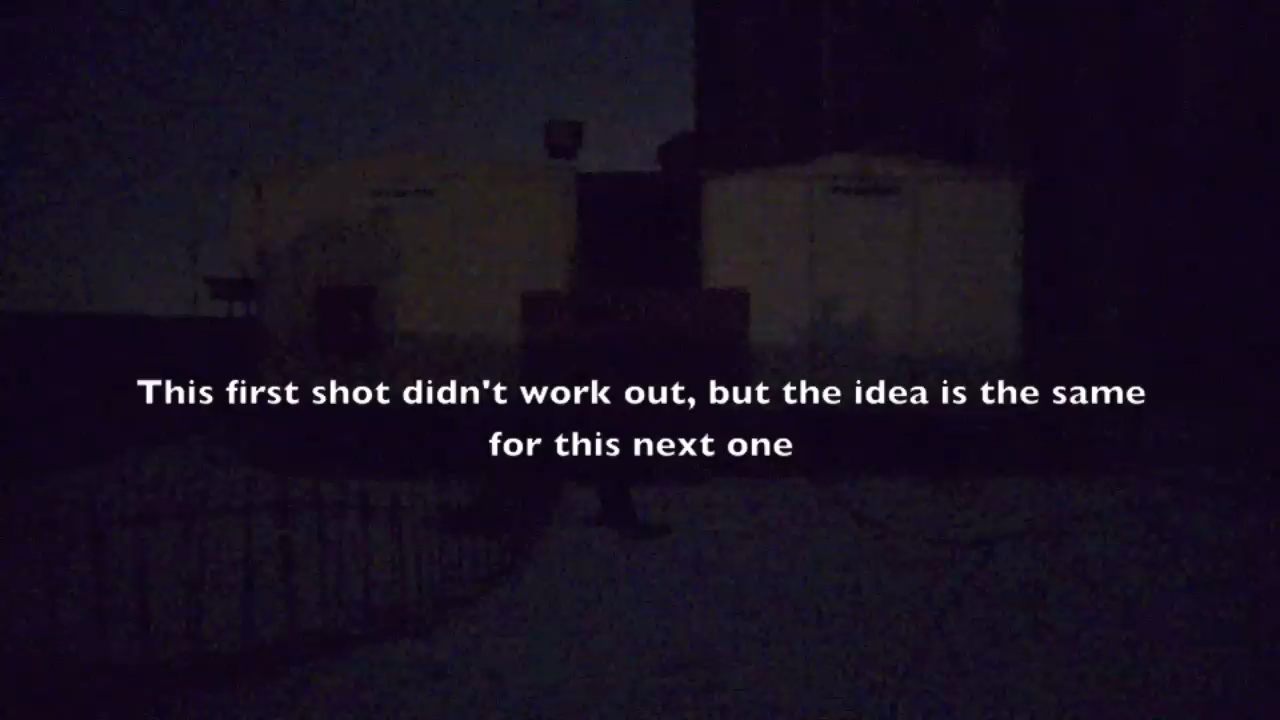 This first shot didn't work out, but the idea is the same
for this next one